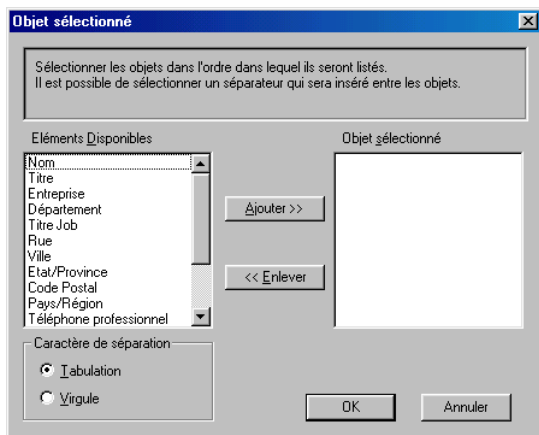 Objet sélectionné
Sélectionner les objets dans l'ordre dans lequel ils seront listés.
Il est possible de sélectionner un séparateur qui sera inséré entre les objets.
Eléments Disponibles
Objet sélectionné
Nom
Titre
Entreprise
Département
Titre Job
Rue
Ville
Etat/Province
Code Postal
Pays/Région
Téléphone professionnel
Ajouter >>
<< Enlever
Caractère de séparation
Tabulation
Virgule
OK
Annuler